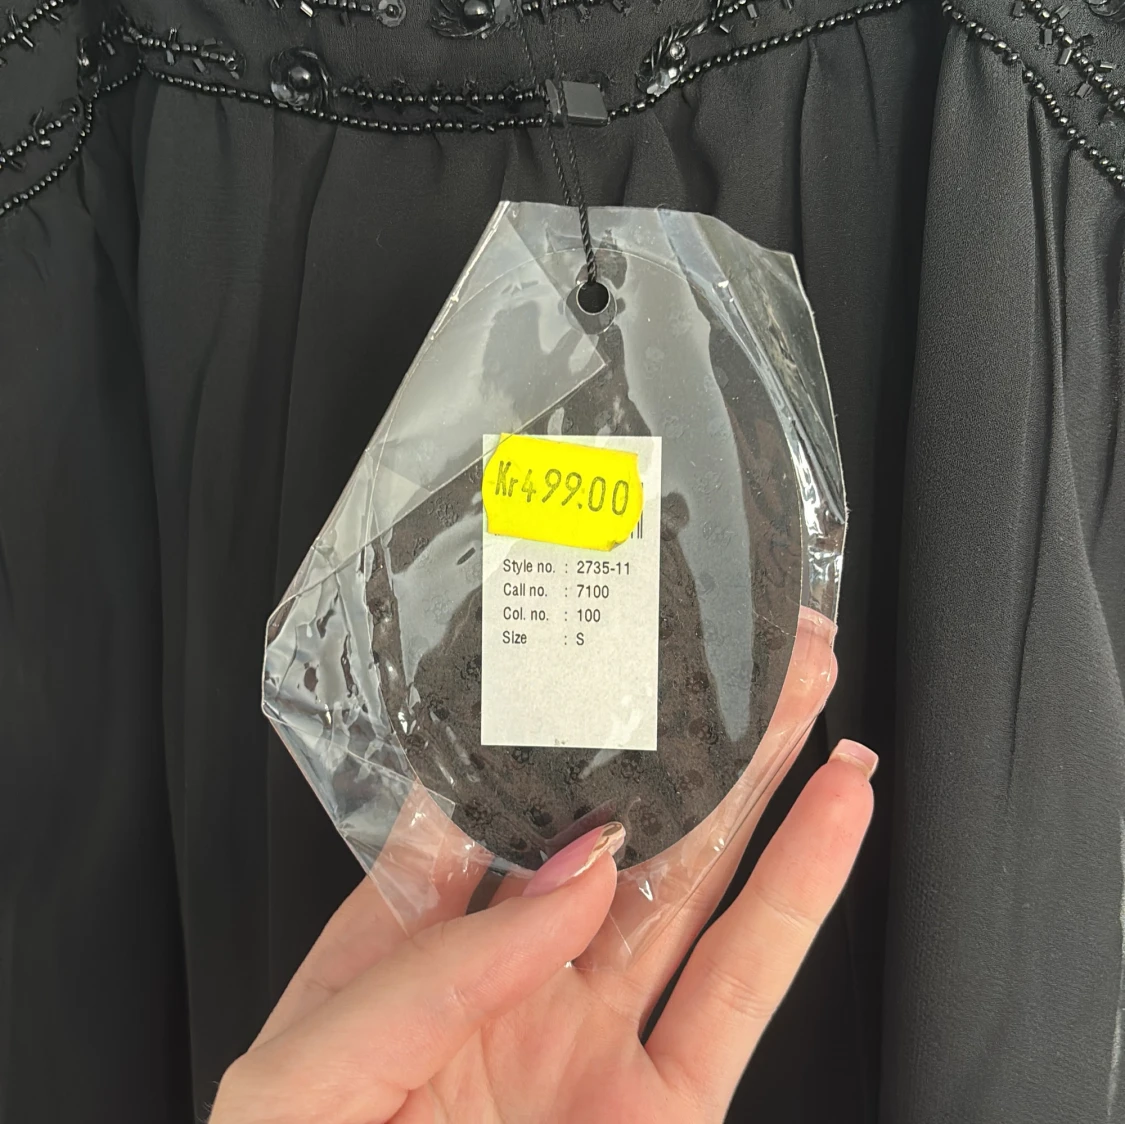 Kr499.00
Style no. : 2735-11
Call no. : 7100
Col. no. : 100
Size : S